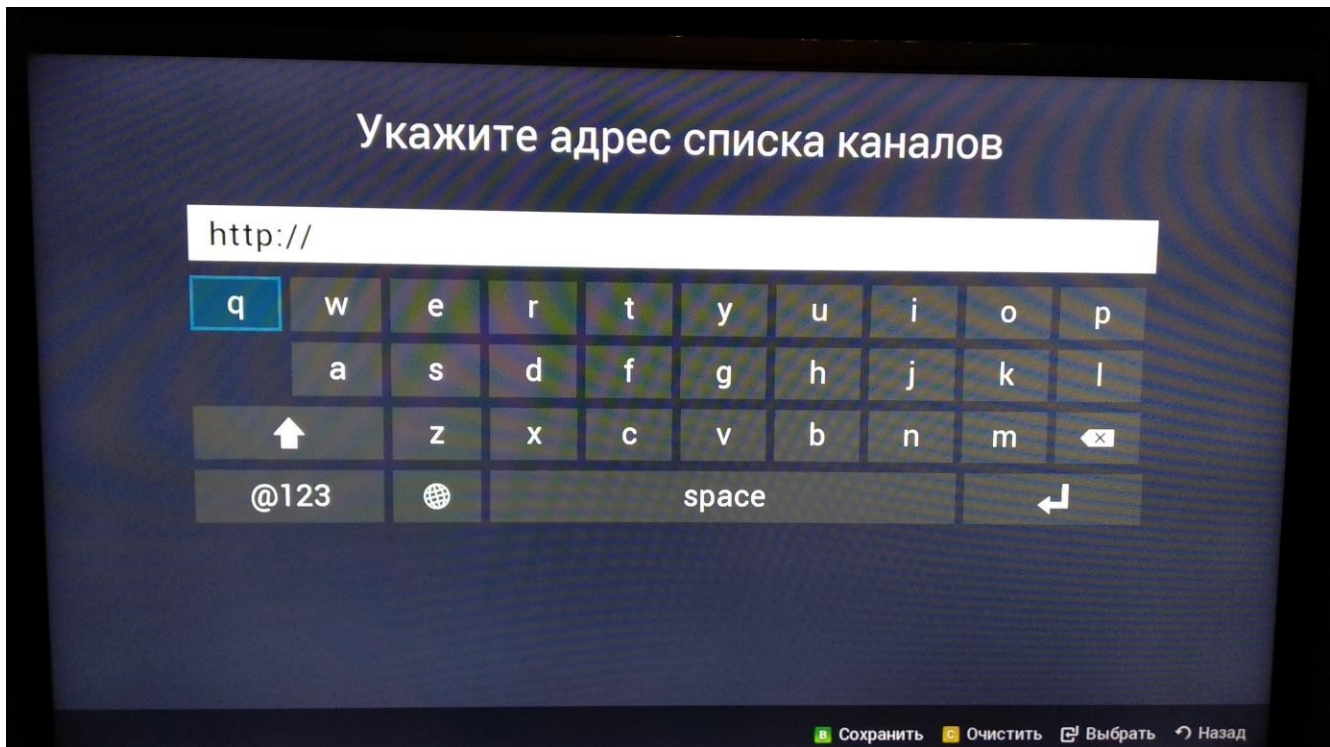 Укажите адрес списка каналов
http://
q w e r t y u i o p
a s d f g h j k l
z x c v b n m
@123 space
B Сохранить C Очистить Выбрать Назад